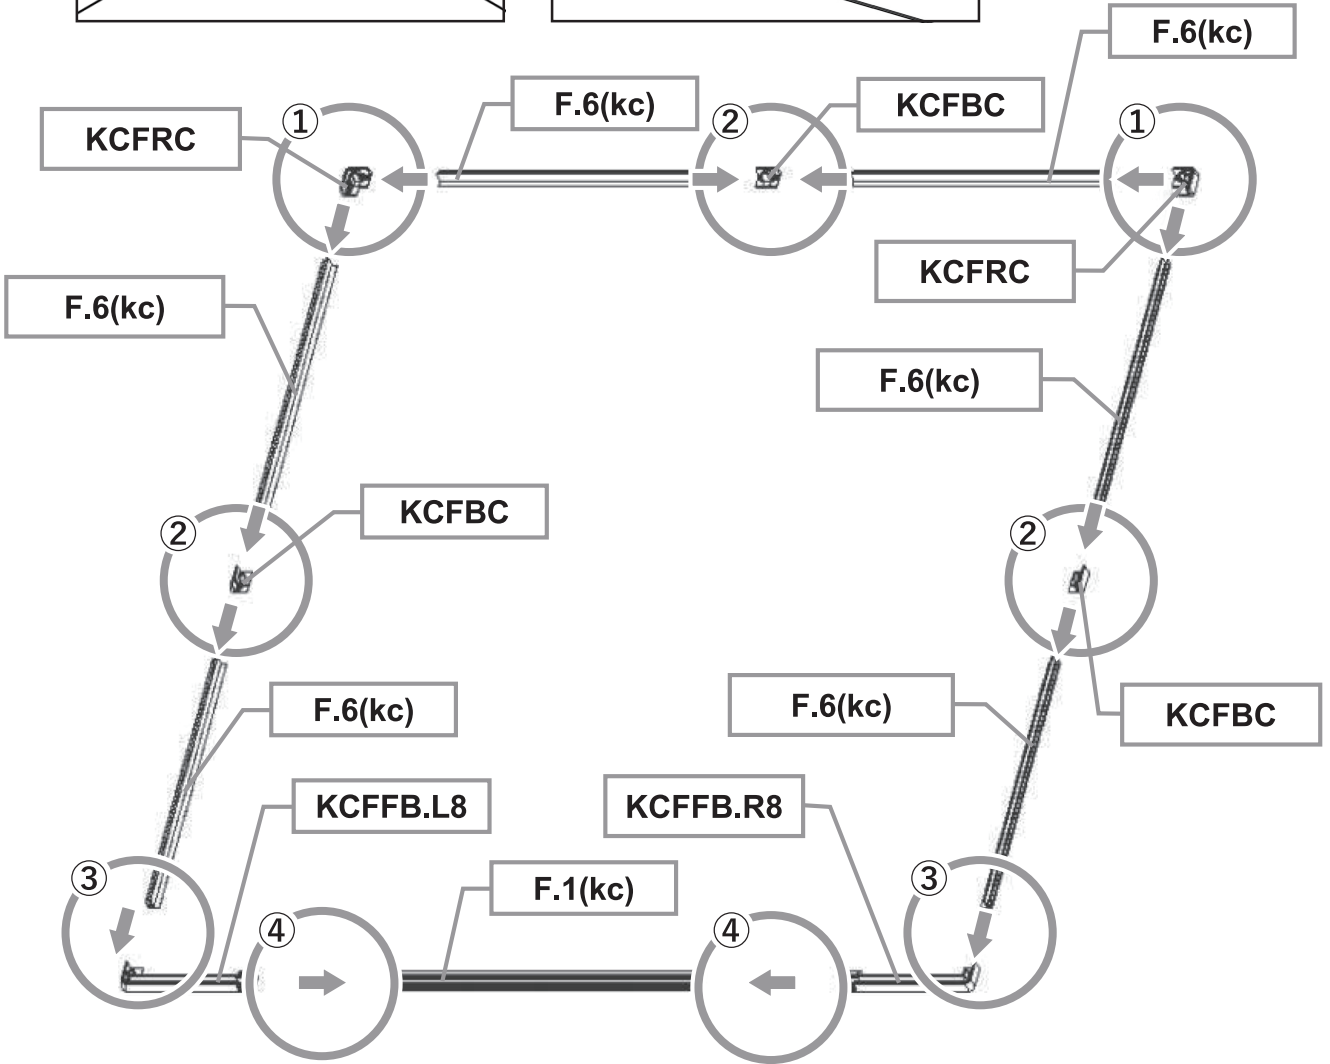 F.6(kc)
F.6(kc)
KCFBC
KCFRC
①
②
①
KCFRC
F.6(kc)
F.6(kc)
KCFBC
②
②
F.6(kc)
F.6(kc)
KCFBC
KCFFB.L8
KCFFB.R8
③
F.1(kc)
③
④
④